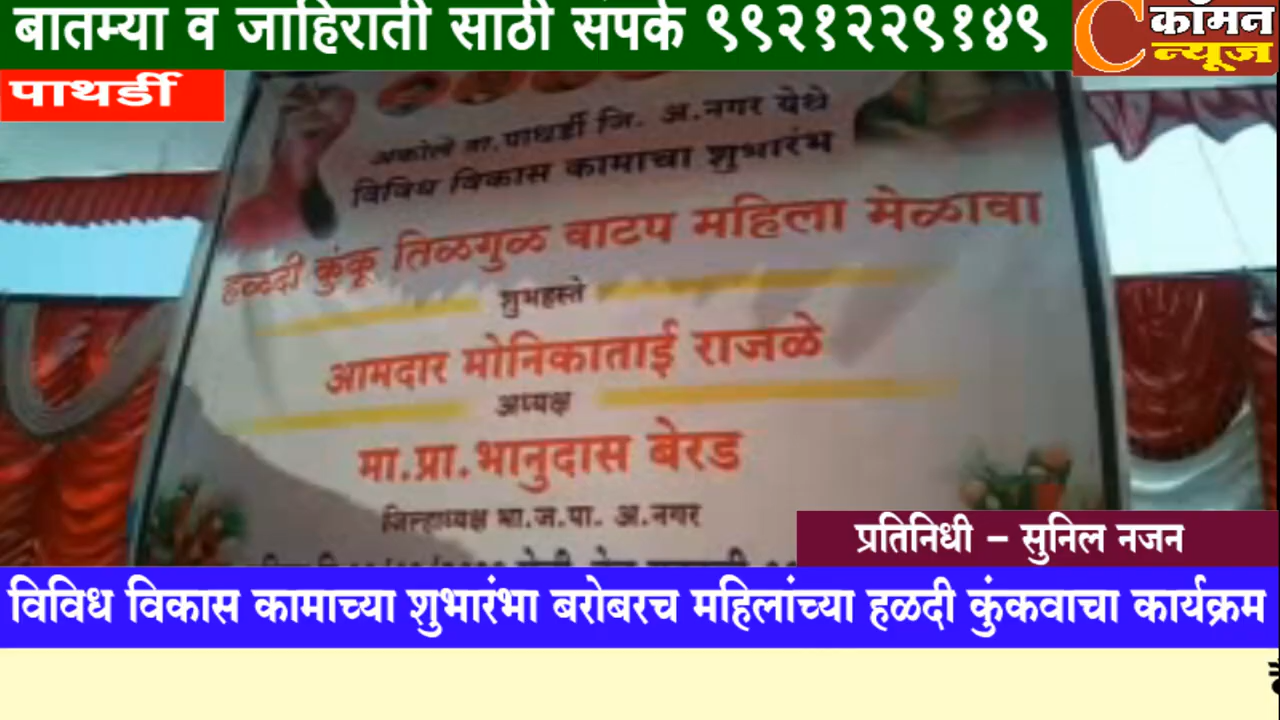 बातम्या व जाहिराती साठी संपर्क ९९२१२२९१४९
कॉमन
न्यूज
पाथर्डी
अकोले ता.पाथर्डी जि. अ.नगर येथे
विविध विकास कामाचा शुभारंभ
हळदी कुंकू तिळगुळ वाटप महिला मेळावा
शुभहस्ते
आमदार मोनिकाताई राजळे
अध्यक्ष
मा.प्रा.भानुदास बेरड
जिल्हाध्यक्ष भा.ज.पा. अ.नगर
प्रतिनिधी – सुनिल नजन
विविध विकास कामाच्या शुभारंभा बरोबरच महिलांच्या हळदी कुंकवाचा कार्यक्रम